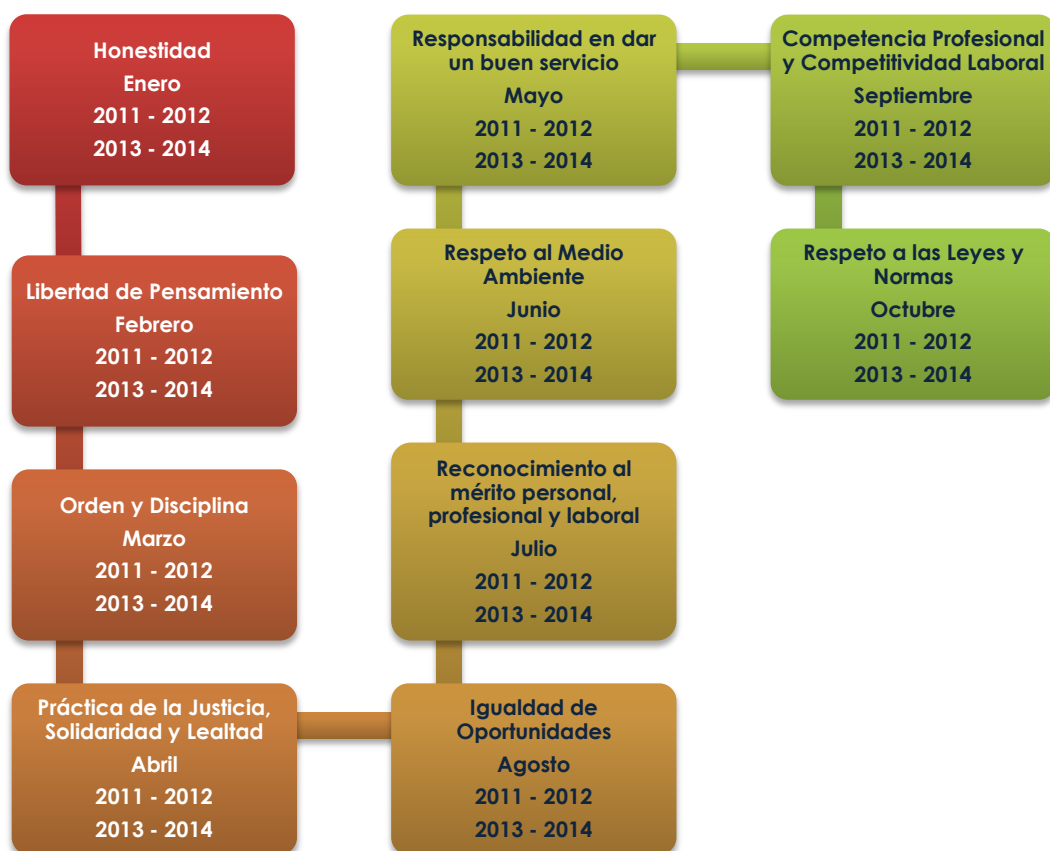 Honestidad
Enero
2011 - 2012
2013 - 2014
Libertad de Pensamiento
Febrero
2011 - 2012
2013 - 2014
Orden y Disciplina
Marzo
2011 - 2012
2013 - 2014
Práctica de la Justicia,
Solidaridad y Lealtad
Abril
2011 - 2012
2013 - 2014
Responsabilidad en dar
un buen servicio
Mayo
2011 - 2012
2013 - 2014
Respeto al Medio
Ambiente
Junio
2011 - 2012
2013 - 2014
Reconocimiento al
mérito personal,
profesional y laboral
Julio
2011 - 2012
2013 - 2014
Igualdad de
Oportunidades
Agosto
2011 - 2012
2013 - 2014
Competencia Profesional
y Competitividad Laboral
Septiembre
2011 - 2012
2013 - 2014
Respeto a las Leyes y
Normas
Octubre
2011 - 2012
2013 - 2014